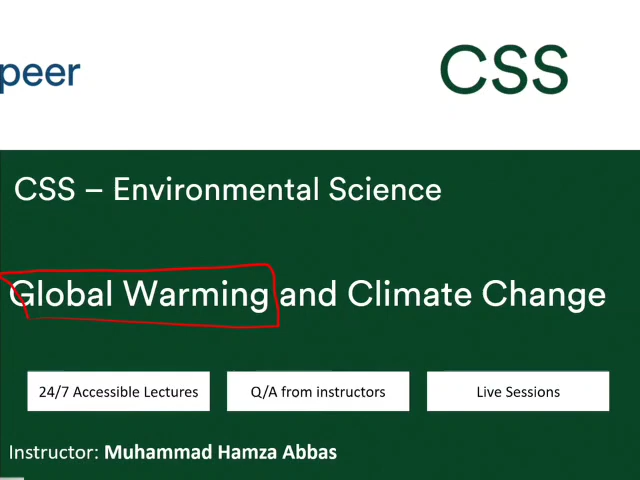 peer
CSS
CSS – Environmental Science
Global Warming and Climate Change
24/7 Accessible Lectures
Q/A from instructors
Live Sessions
Instructor: Muhammad Hamza Abbas